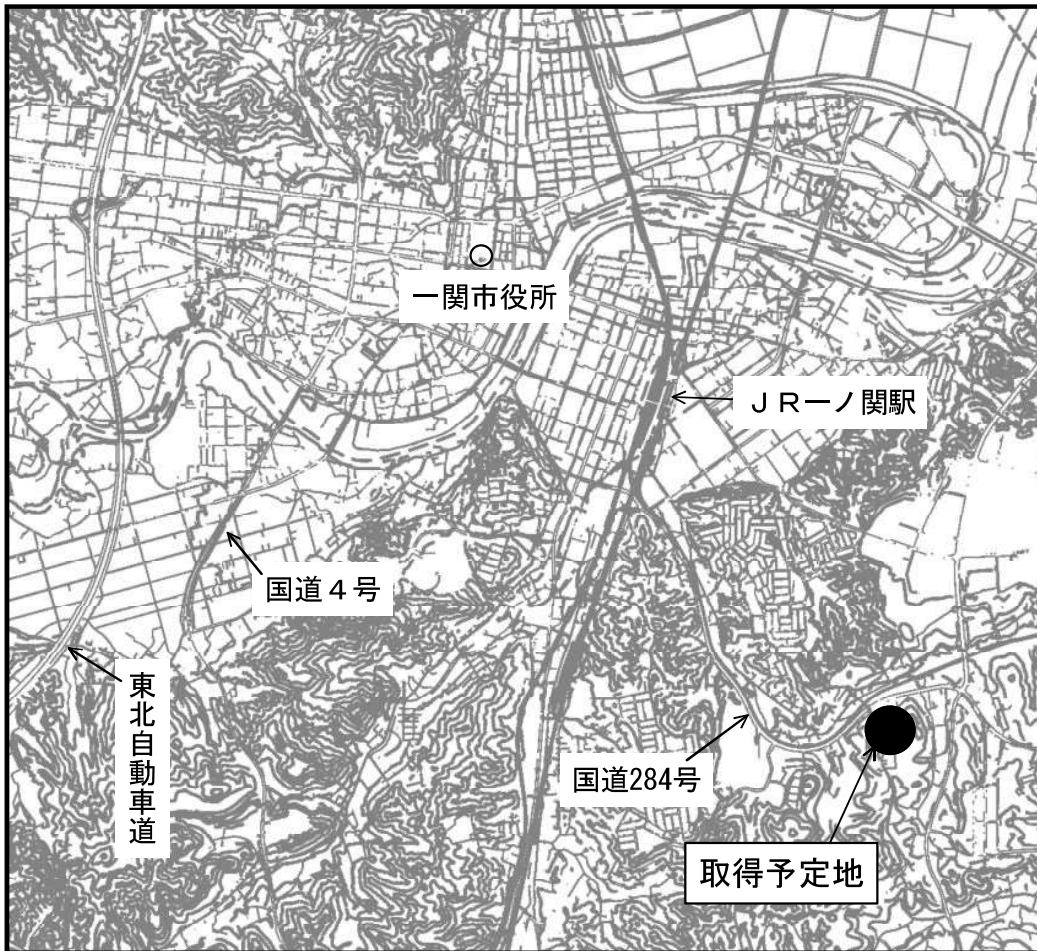 一関市役所
ＪＲ一ノ関駅
国道４号
東北自動車道
国道284号
取得予定地